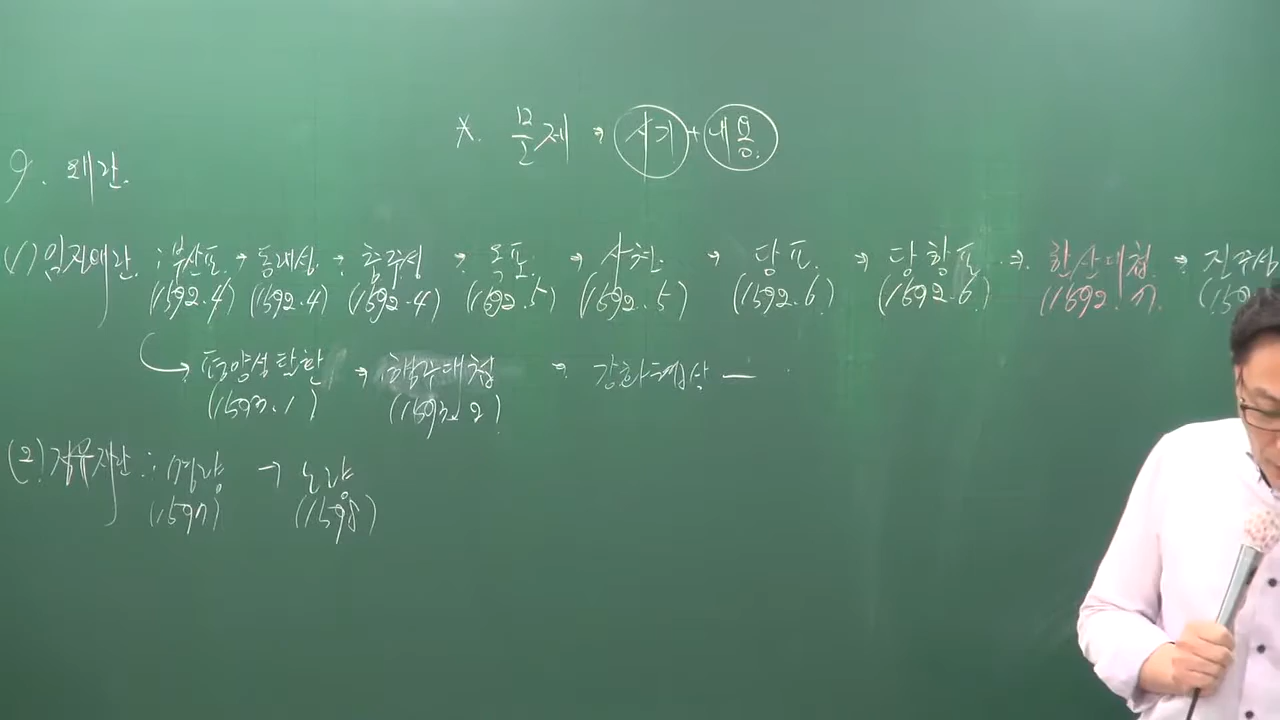 *. 문제 → 시기 + 내용.
9. 왜란.
(1) 임진왜란 : 부산포 → 동래성 → 충주성 → 옥포 → 사천 → 당포 → 당항포 → 한산대첩 → 진주성
(1592.4) (1592.4) (1592.4) (1592.5) (1592.5) (1592.6) (1592.6) (1592.7) (159
→ 평양성탈환 → 행주대첩 → 강화협상 —
(1593.1) (1593.2)
(2) 정유재란 : 명량 → 노량
(1597) (1598)